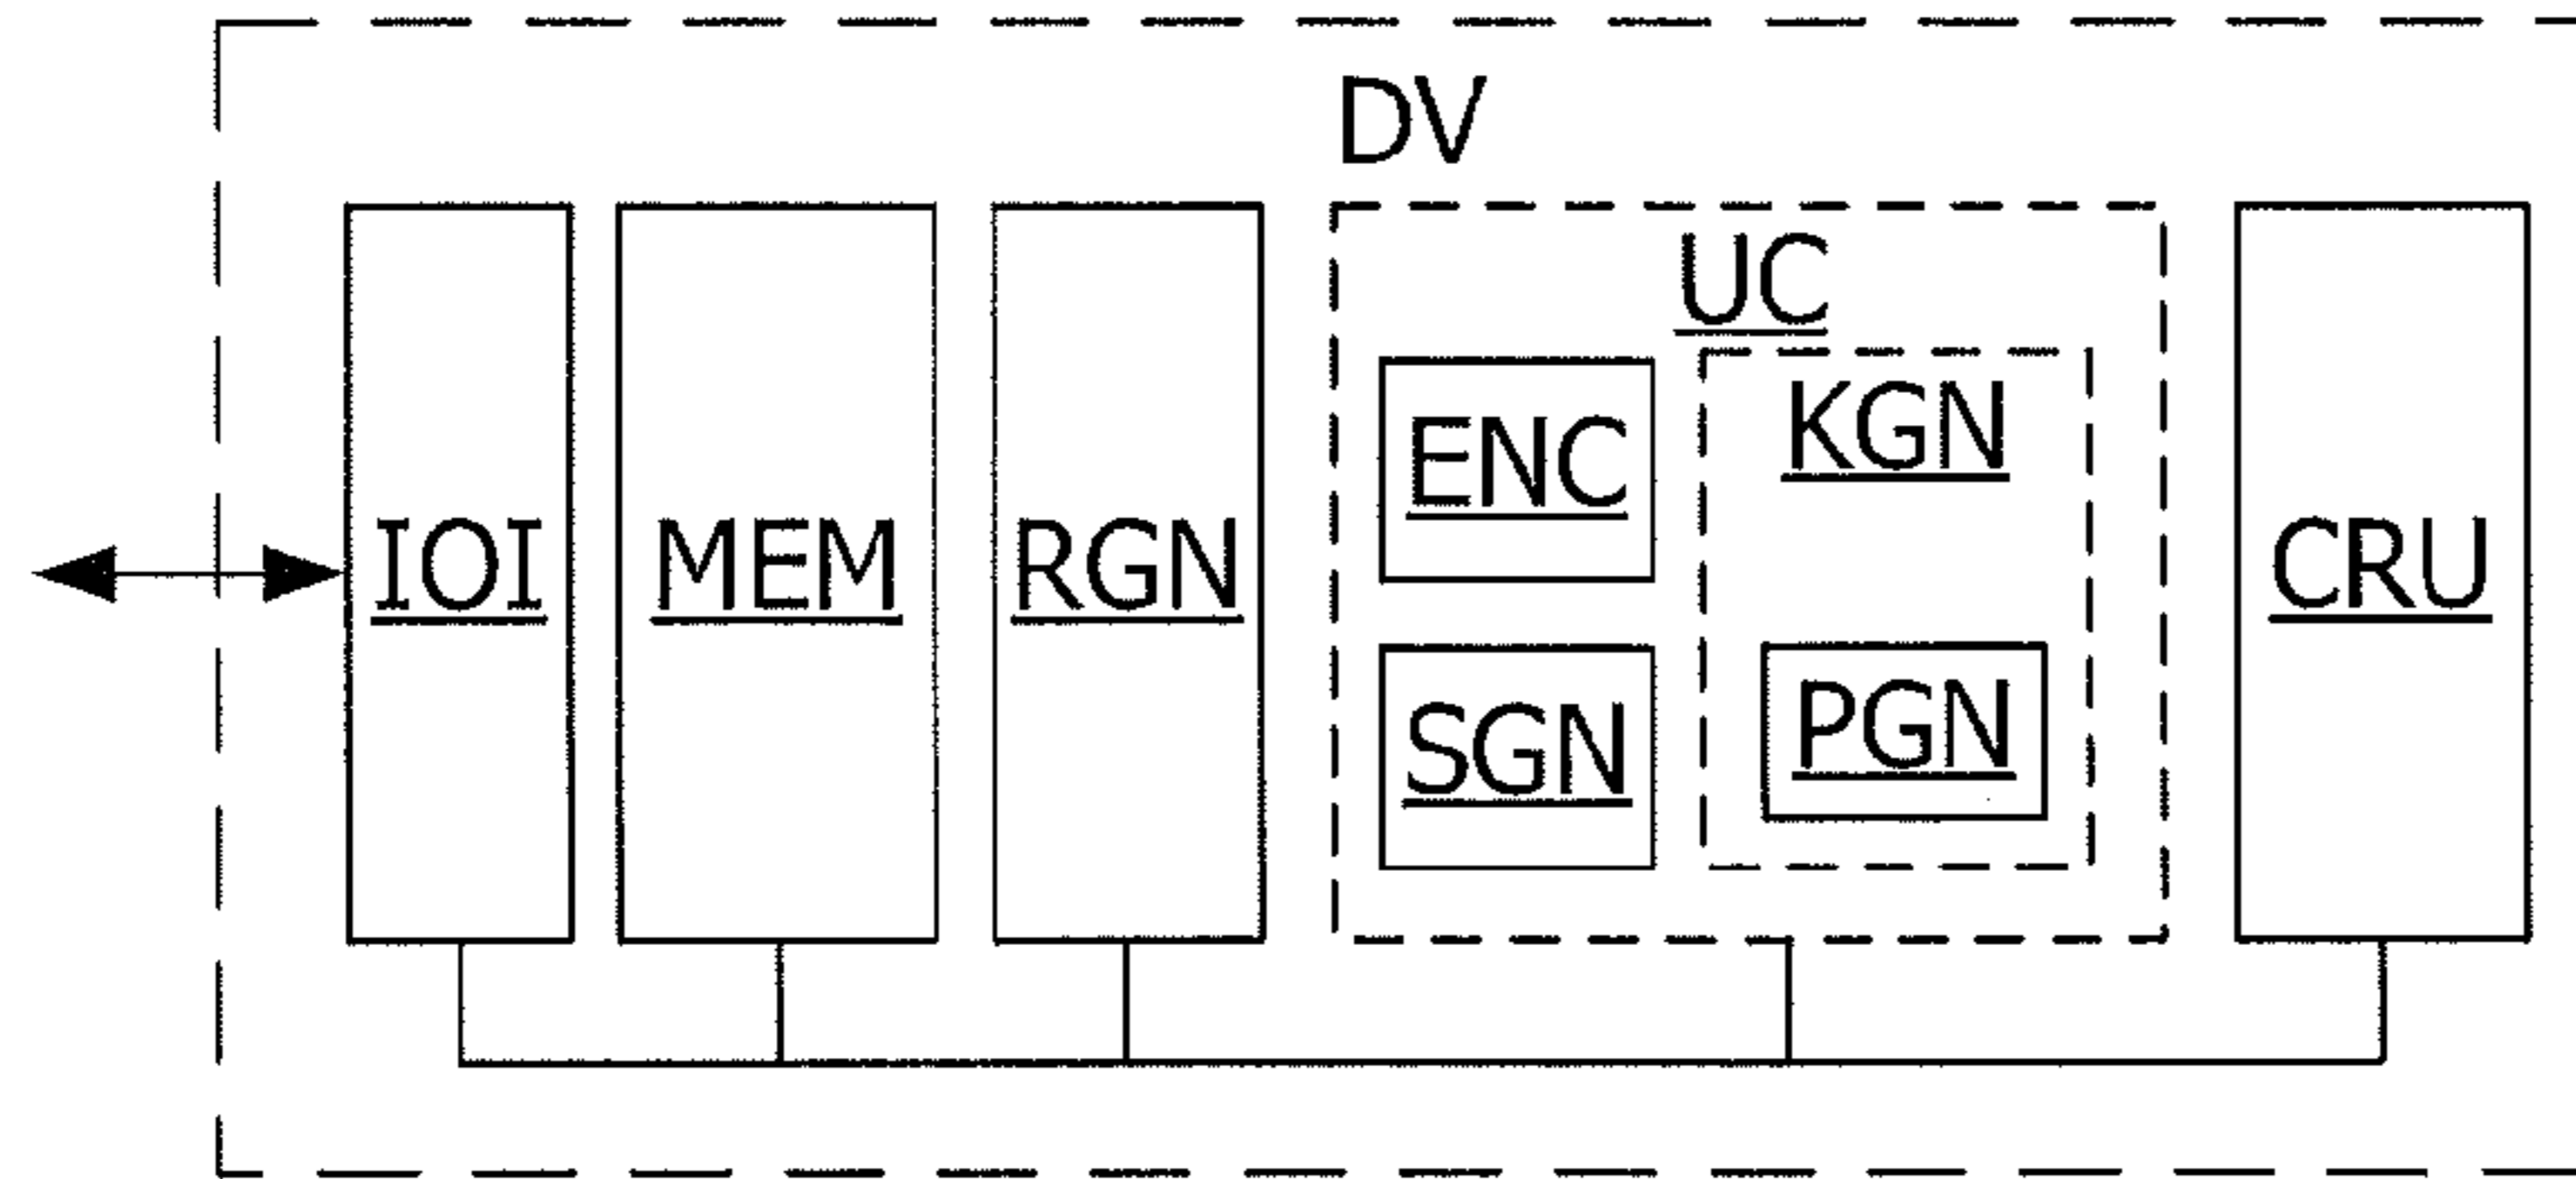 DV
UC
ENC
KGN
IOI
MEM
RGN
CRU
SGN
PGN